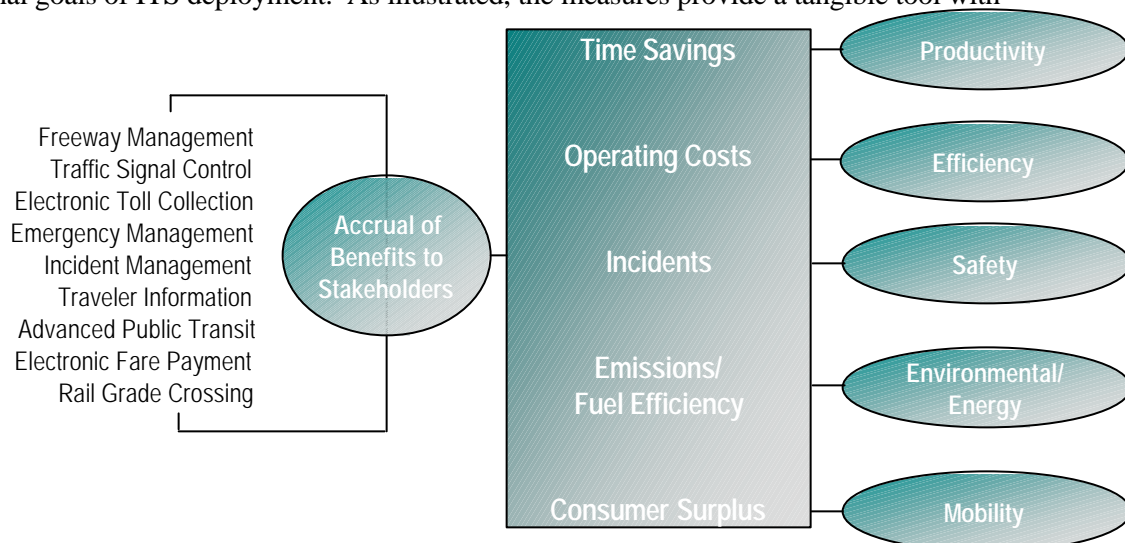 nal goals of ITS deployment.  As illustrated, the measures provide a tangible tool with
Freeway Management
Traffic Signal Control
Electronic Toll Collection
Emergency Management
Incident Management
Traveler Information
Advanced Public Transit
Electronic Fare Payment
Rail Grade Crossing
Accrual of
Benefits to
Stakeholders
Time Savings
Operating Costs
Incidents
Emissions/
Fuel Efficiency
Consumer Surplus
Productivity
Efficiency
Safety
Environmental/
Energy
Mobility